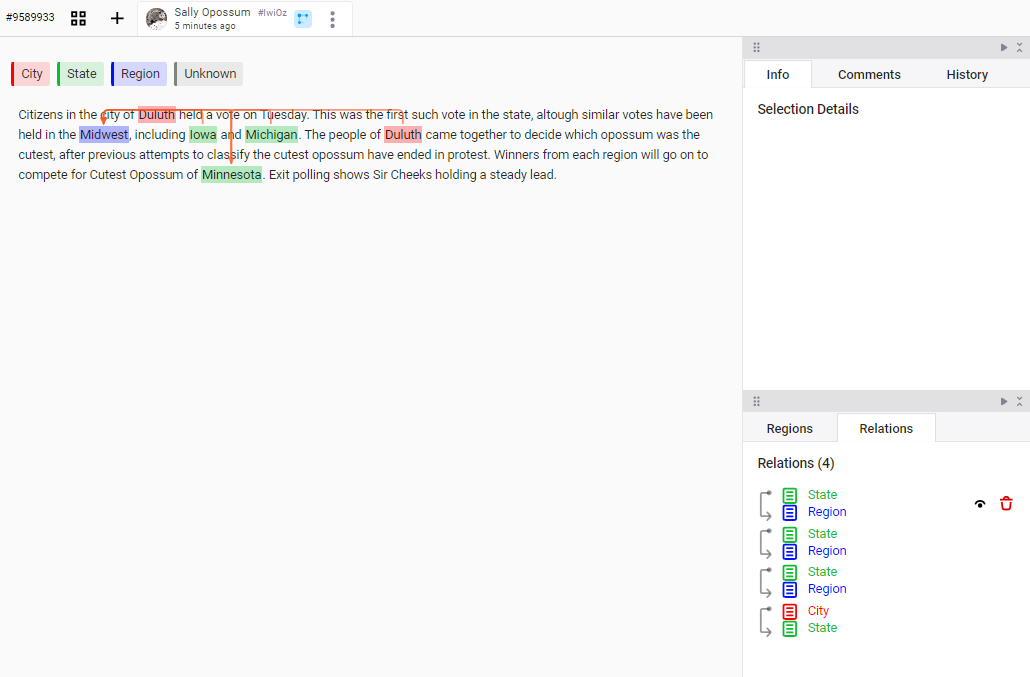 #9589933
Sally Opossum #IwiOz
5 minutes ago
City State Region Unknown
Citizens in the city of Duluth held a vote on Tuesday. This was the first such vote in the state, altough similar votes have been
held in the Midwest, including Iowa and Michigan. The people of Duluth came together to decide which opossum was the
cutest, after previous attempts to classify the cutest opossum have ended in protest. Winners from each region will go on to
compete for Cutest Opossum of Minnesota. Exit polling shows Sir Cheeks holding a steady lead.
Info Comments History
Selection Details
Regions Relations
Relations (4)
State
Region
State
Region
State
Region
City
State